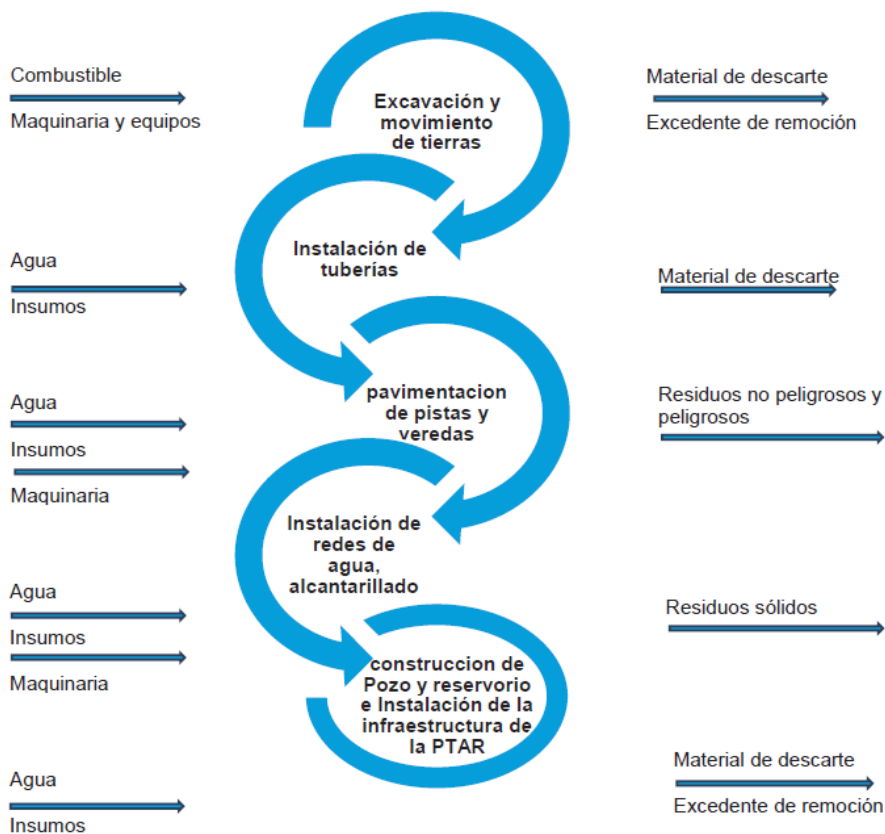 Combustible
Maquinaria y equipos
Excavación y
movimiento
de tierras
Material de descarte
Excedente de remoción
Agua
Insumos
Instalación de
tuberías
Material de descarte
Agua
Insumos
Maquinaria
pavimentacion
de pistas y
veredas
Residuos no peligrosos y
peligrosos
Agua
Insumos
Maquinaria
Instalación de
redes de
agua,
alcantarillado
Residuos sólidos
Agua
Insumos
construccion de
Pozo y reservorio
e Instalación de la
infraestructura de
la PTAR
Material de descarte
Excedente de remoción